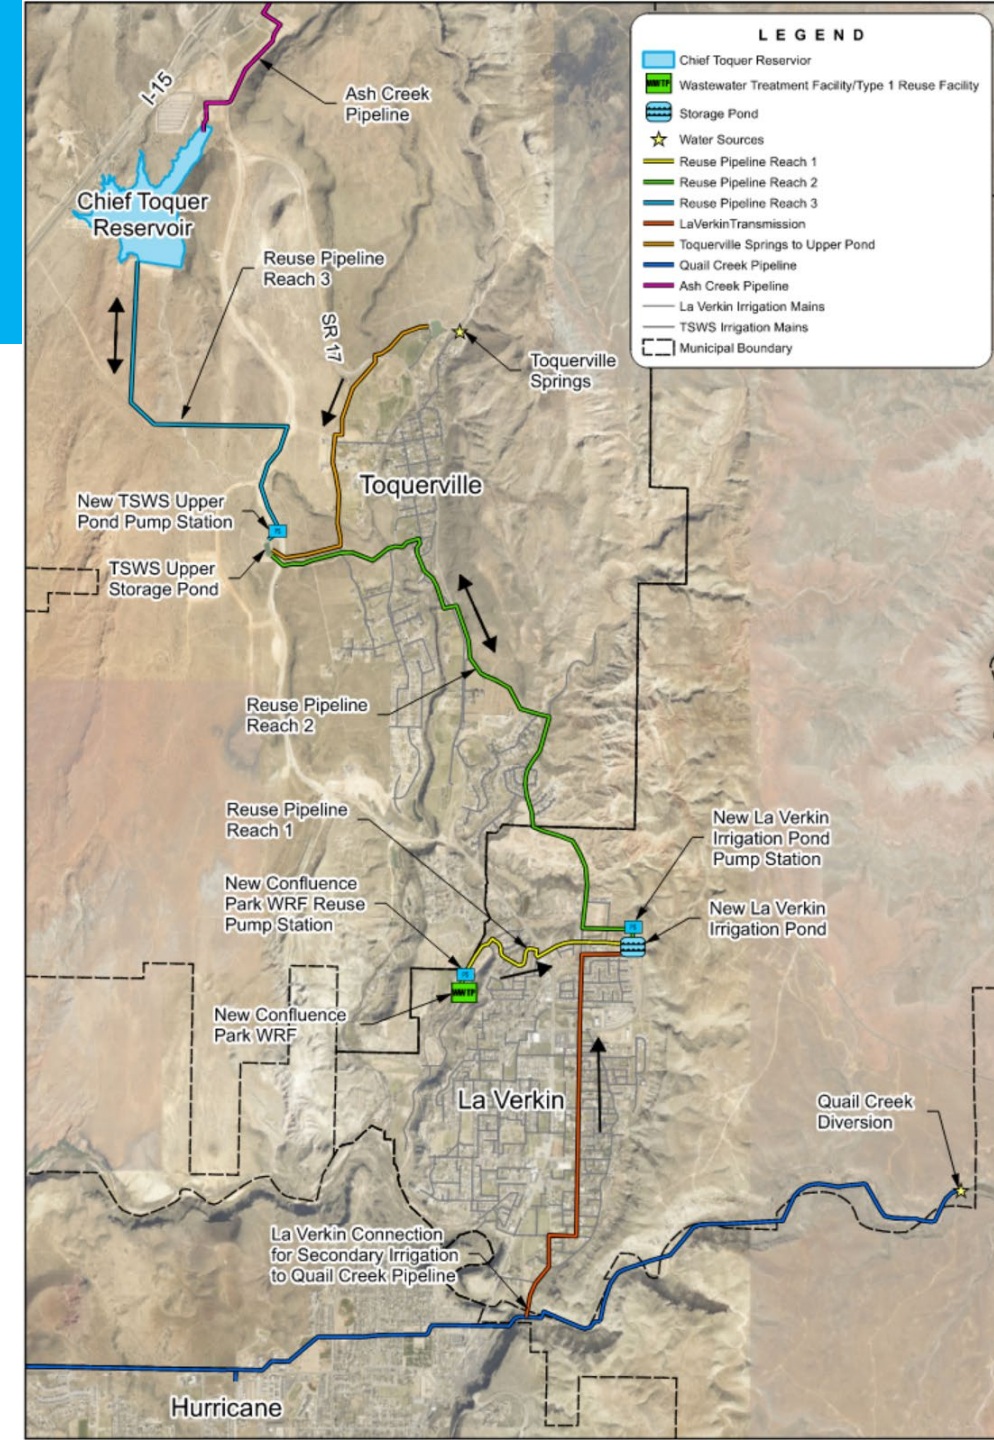 LEGEND
Chief Toquer Reservior
WWTP
Wastewater Treatment Facility/Type 1 Reuse Facility
Storage Pond
Water Sources
Reuse Pipeline Reach 1
Reuse Pipeline Reach 2
Reuse Pipeline Reach 3
LaVerkinTransmission
Toquerville Springs to Upper Pond
Quail Creek Pipeline
Ash Creek Pipeline
La Verkin Irrigation Mains
TSWS Irrigation Mains
Municipal Boundary
I-15
Ash Creek
Pipeline
Chief Toquer
Reservoir
Reuse Pipeline
Reach 3
SR 17
Toquerville
Springs
Toquerville
New TSWS Upper
Pond Pump Station
PS
TSWS Upper
Storage Pond
Reuse Pipeline
Reach 2
Reuse Pipeline
Reach 1
New La Verkin
Irrigation Pond
Pump Station
New Confluence
Park WRF Reuse
Pump Station
New La Verkin
Irrigation Pond
PS
PS
WWTP
New Confluence
Park WRF
La Verkin
Quail Creek
Diversion
La Verkin Connection
for Secondary Irrigation
to Quail Creek Pipeline
Hurricane